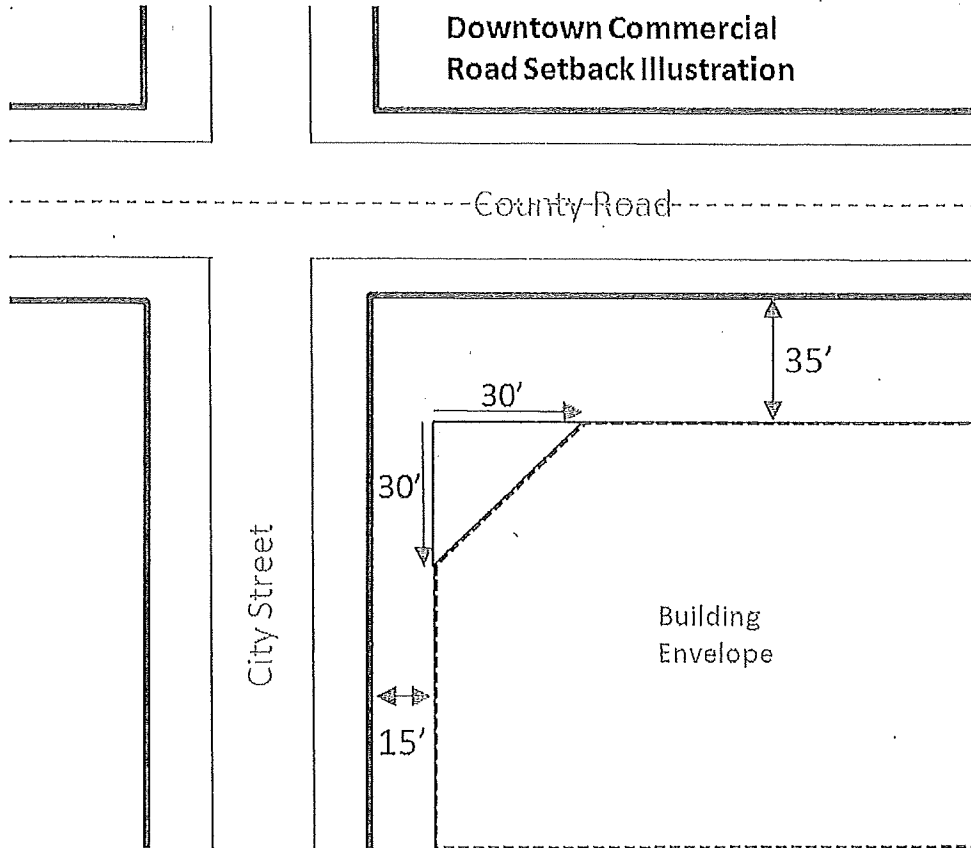 Downtown Commercial
Road Setback Illustration
County Road
35’
30’
30’
City Street
Building
Envelope
15’